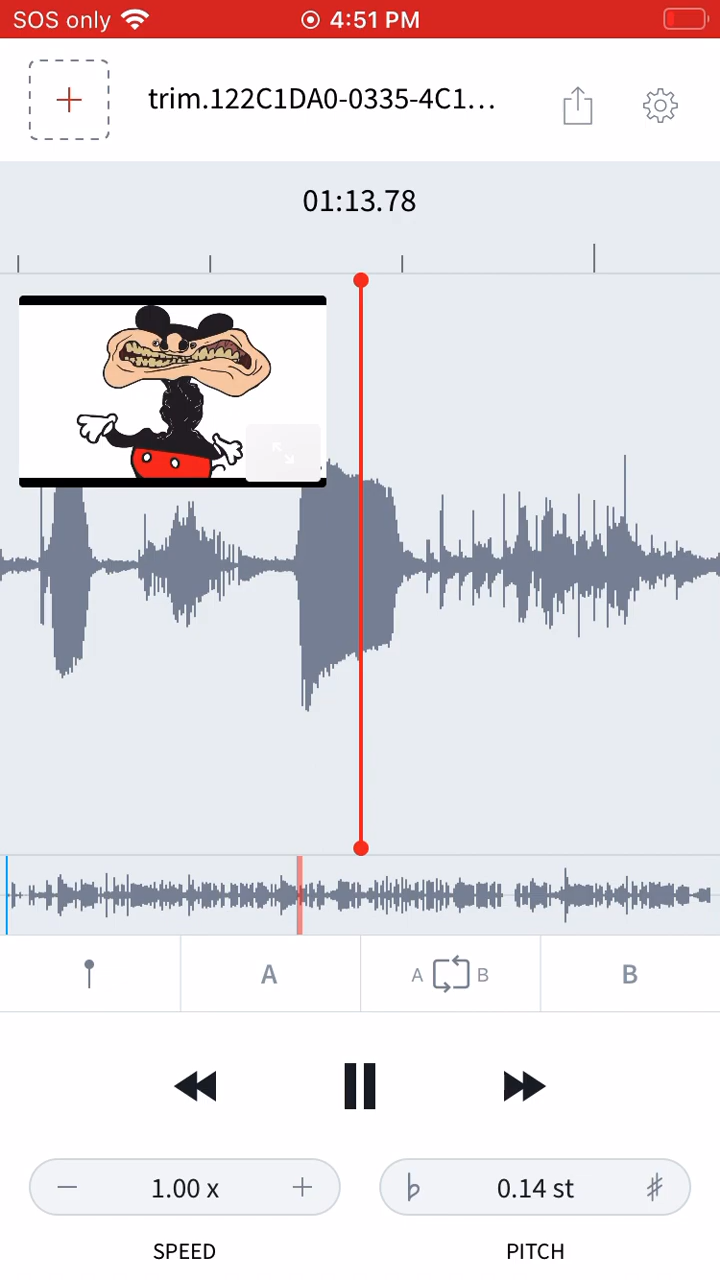 SOS only 4:51 PM
trim.122C1DA0-0335-4C1...
01:13.78
A A B B
1.00 x 0.14 st
SPEED PITCH